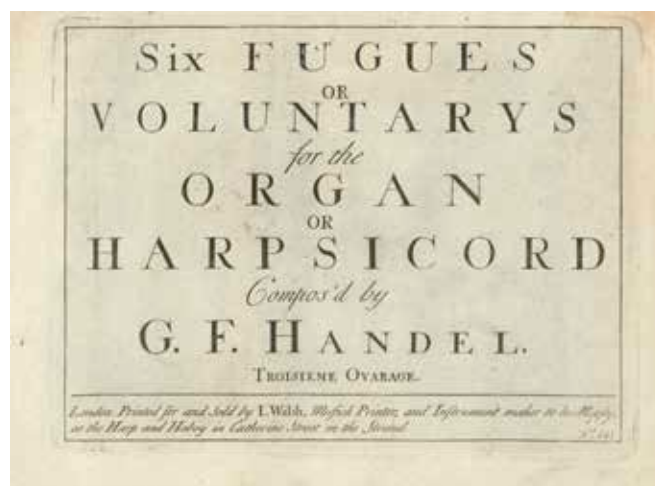 Six FUGUES
OR
VOLUNTARYS
for the
ORGAN
OR
HARPSICORD
Compos'd by
G. F. HANDEL.
TROISIEME OVARAGE.
London. Printed for and Sold by I. Walsh, Musick Printer, and Instrument maker to his Majesty,
at the Harp and Hoboy in Catherine Street in the Strand.